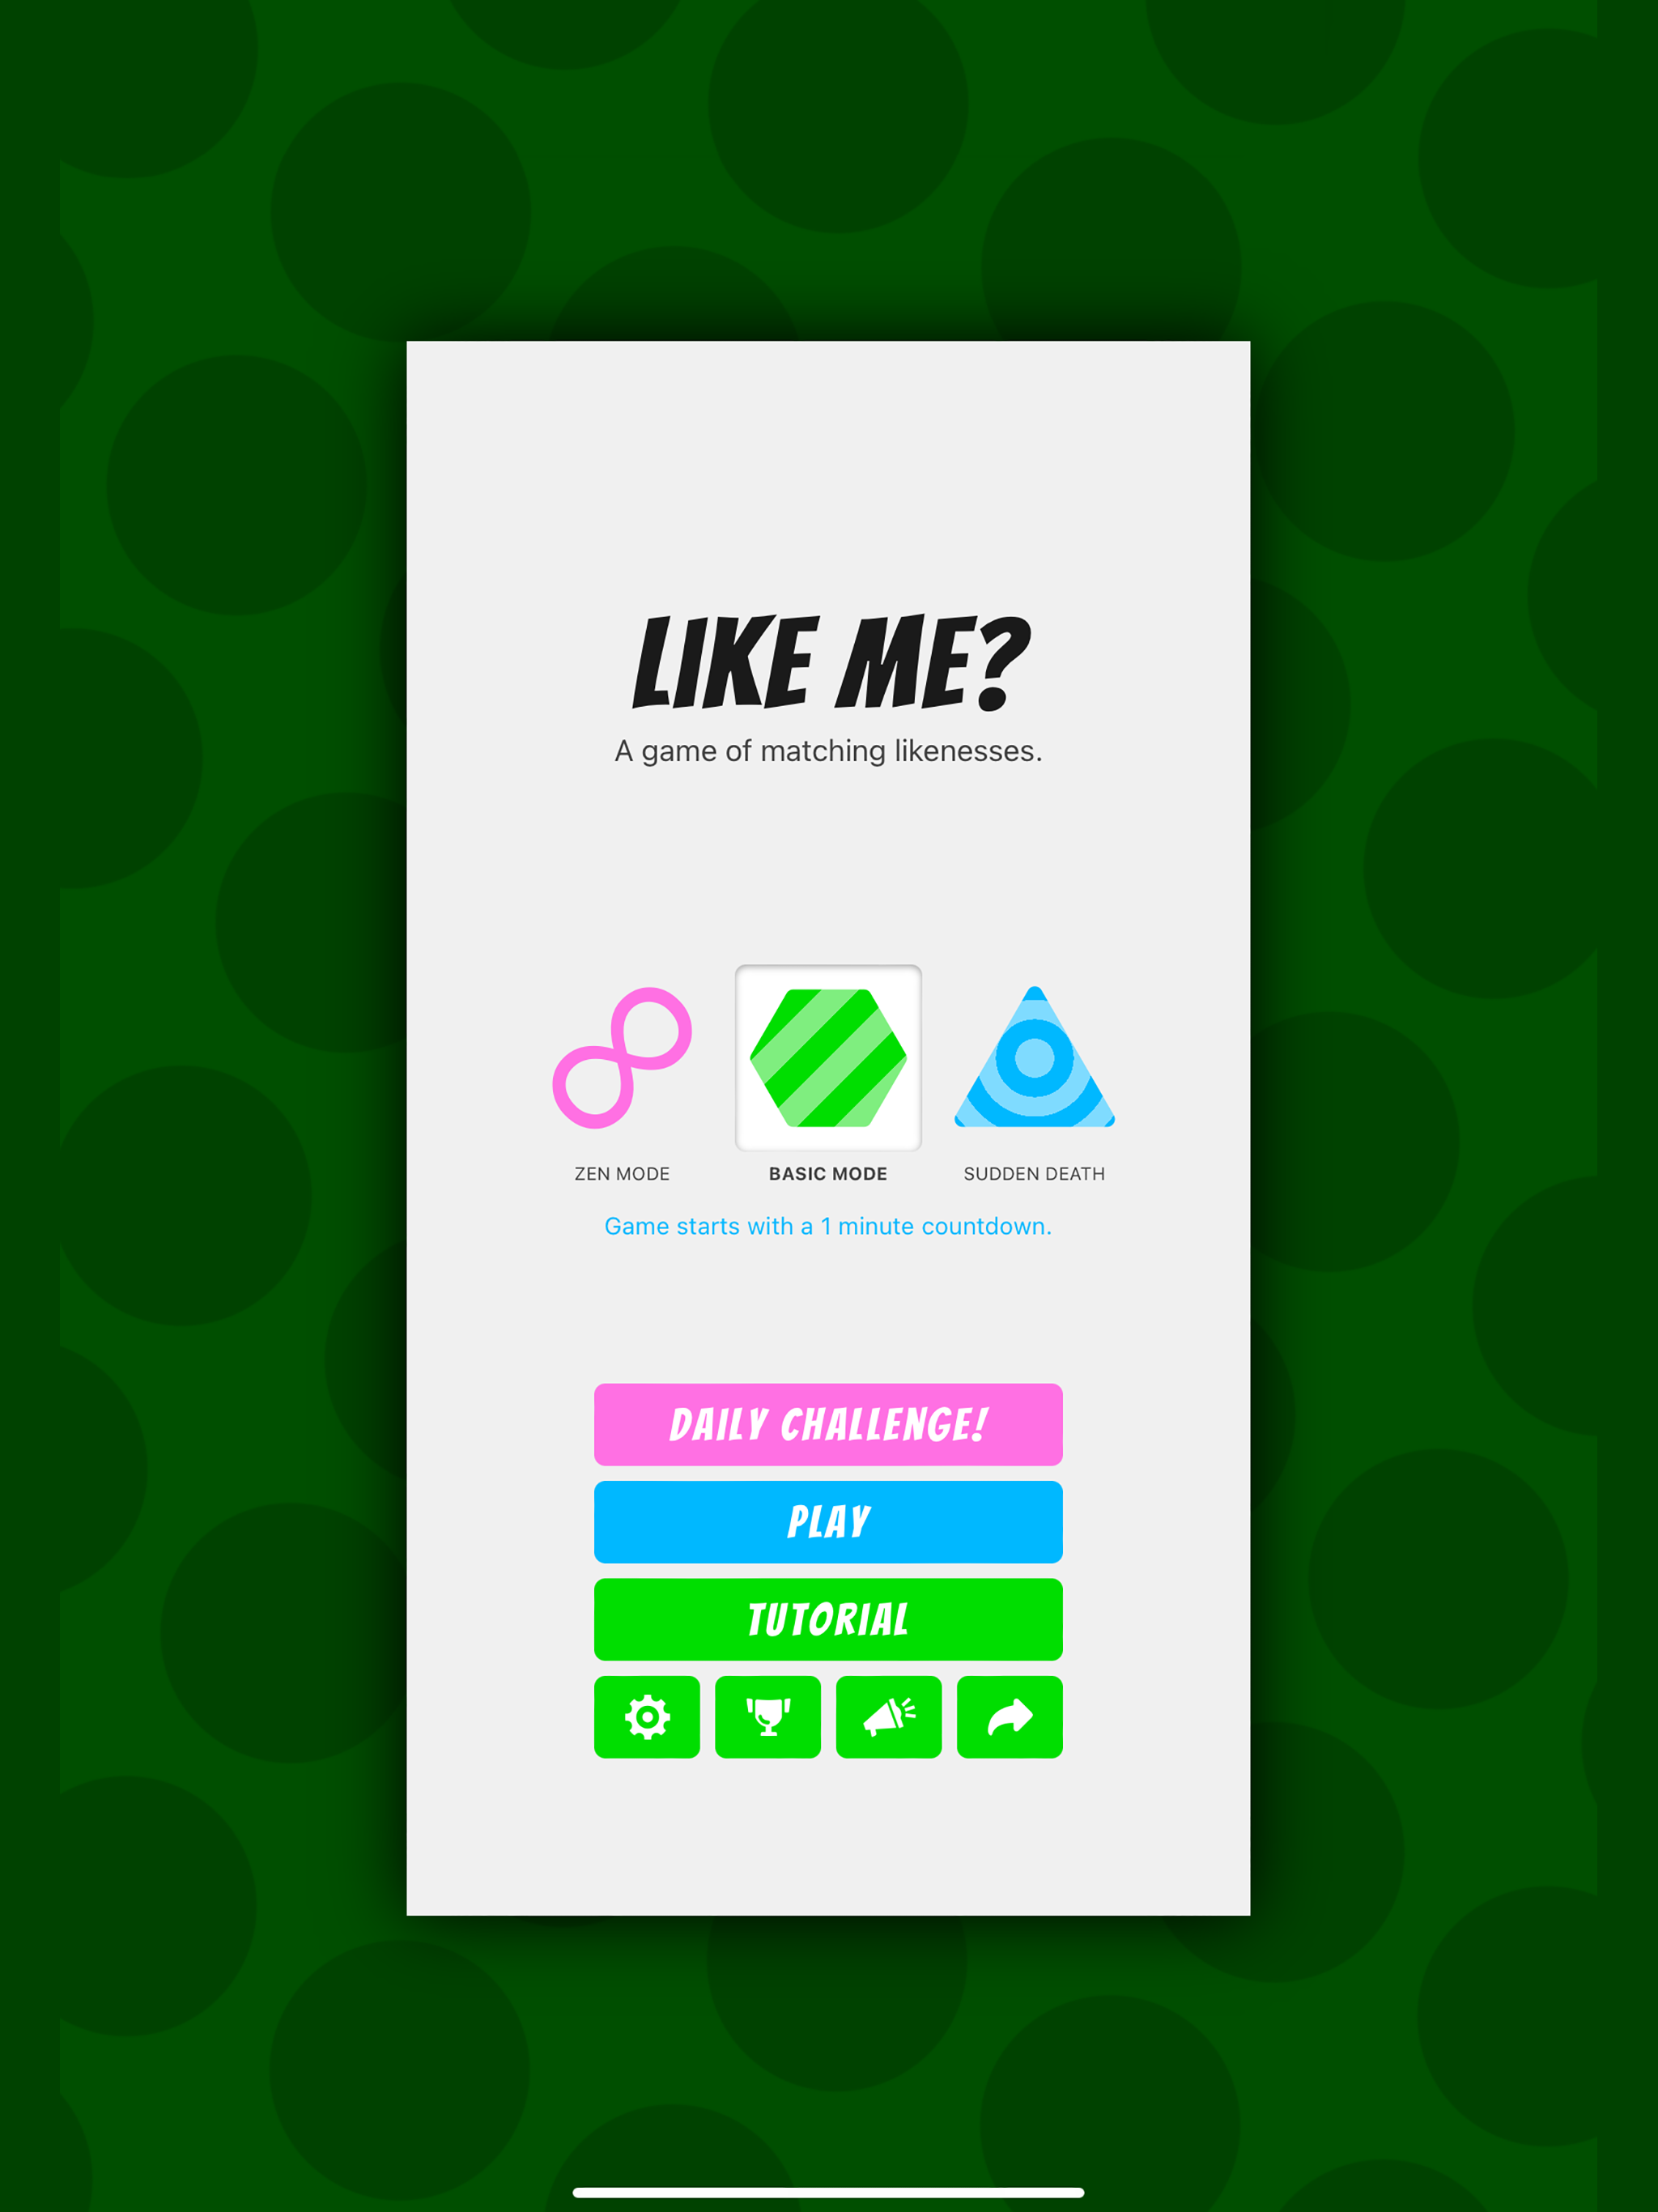 LIKE ME?
A game of matching likenesses.
ZEN MODE
BASIC MODE
SUDDEN DEATH
Game starts with a 1 minute countdown.
DAILY CHALLENGE!
PLAY
TUTORIAL